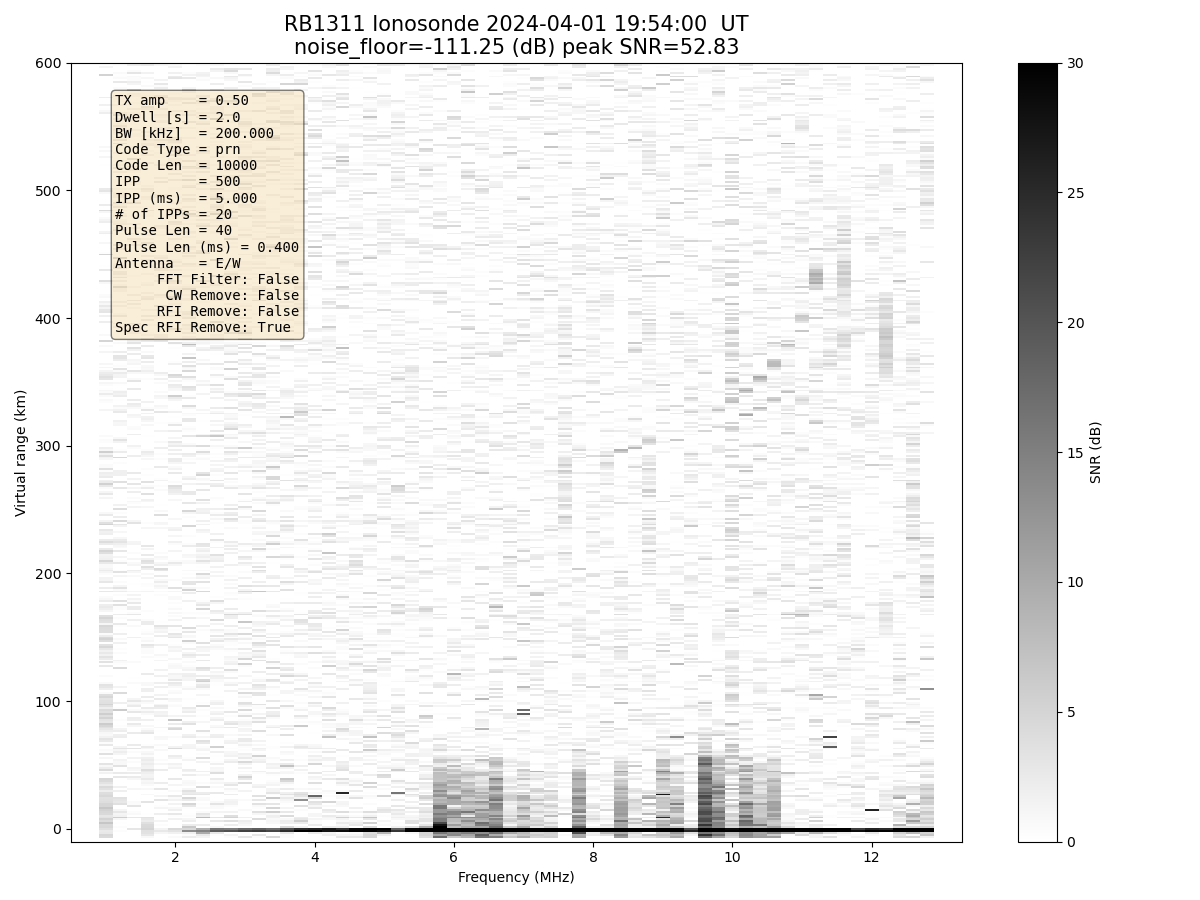 RB1311 Ionosonde 2024-04-01 19:54:00 UT
noise_floor=-111.25 (dB) peak SNR=52.83
600
500
400
300
200
100
0
Virtual range (km)
TX amp = 0.50
Dwell [s] = 2.0
BW [kHz] = 200.000
Code Type = prn
Code Len = 10000
IPP = 500
IPP (ms) = 5.000
# of IPPs = 20
Pulse Len = 40
Pulse Len (ms) = 0.400
Antenna = E/W
FFT Filter: False
CW Remove: False
RFI Remove: False
Spec RFI Remove: True
2 4 6 8 10 12
Frequency (MHz)
30
25
20
15
10
5
0
SNR (dB)